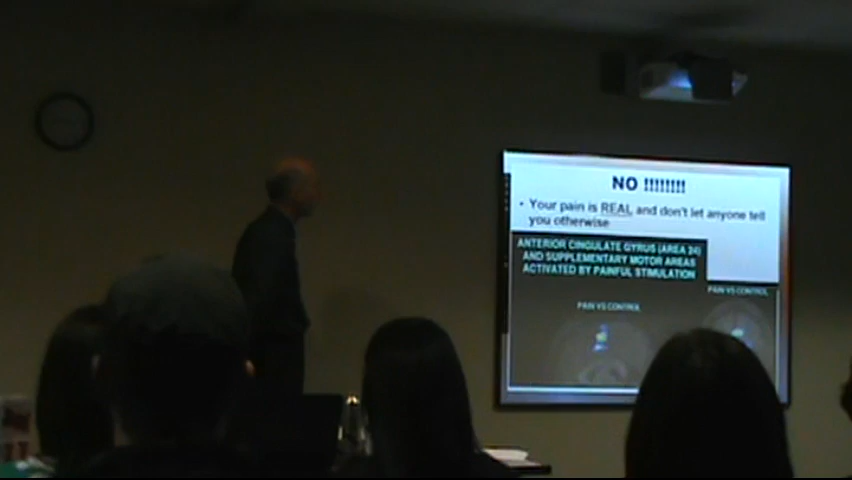 NO !!!!!!!!
• Your pain is REAL and don't let anyone tell
you otherwise
ANTERIOR CINGULATE GYRUS (AREA 24)
AND SUPPLEMENTARY MOTOR AREAS
ACTIVATED BY PAINFUL STIMULATION
PAIN VS CONTROL
PAIN VS CONTROL